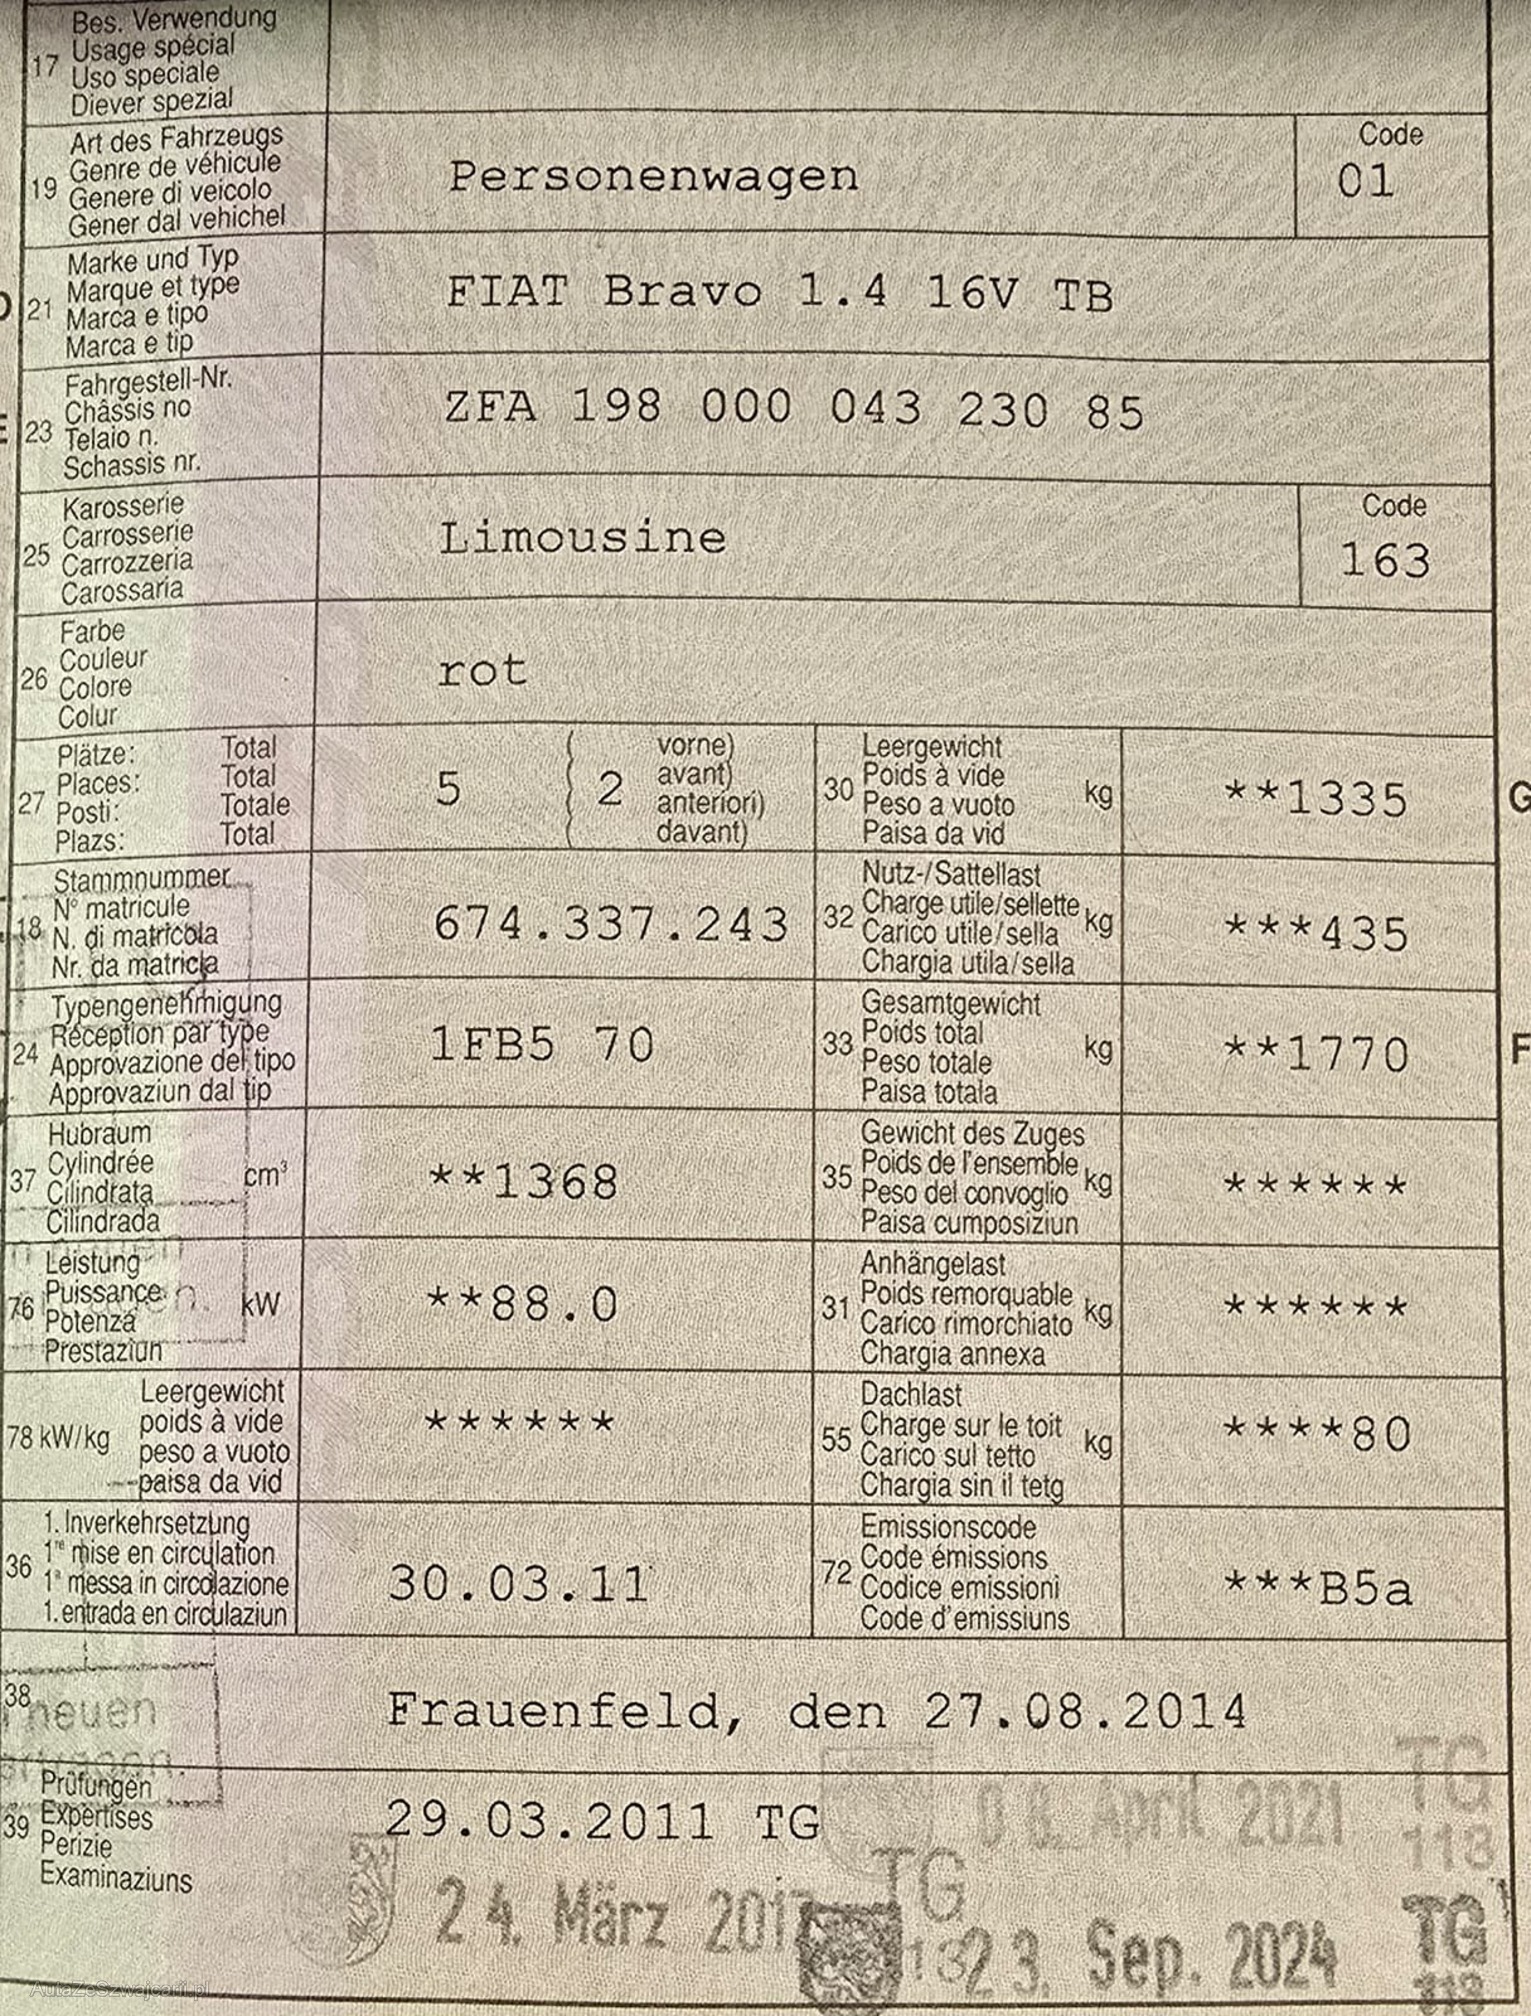 17 Bes. Verwendung
Usage spécial
Uso speciale
Diever spezial
19 Art des Fahrzeugs
Genre de véhicule
Genere di veicolo
Gener dal vehichel
Personenwagen
Code
01
21 Marke und Typ
Marque et type
Marca e tipo
Marca e tip
FIAT Bravo 1.4 16V TB
23 Fahrgestell-Nr.
Châssis no
Telaio n.
Schassis nr.
ZFA 198 000 043 230 85
25 Karosserie
Carrosserie
Carrozzeria
Carossaria
Limousine
Code
163
26 Farbe
Couleur
Colore
Colur
rot
27 Plätze: Total
Places: Total
Posti: Totale
Plazs: Total
5 ( 2 vorne)
avant)
anteriori)
davant)
30 Leergewicht
Poids à vide
Peso a vuoto
Paisa da vid
kg **1335
G
18 Stammnummer
N° matricule
N. di matricola
Nr. da matricla
674.337.243
32 Nutz-/Sattellast
Charge utile/sellette
Carico utile/sella
Chargia utila/sella
kg ***435
24 Typengenehmigung
Réception par type
Approvazione del tipo
Approvaziun dal tip
1FB5 70
33 Gesamtgewicht
Poids total
Peso totale
Paisa totala
kg **1770
F
37 Hubraum
Cylindrée
Cilindrata
Cilindrada
cm³ **1368
35 Gewicht des Zuges
Poids de l'ensemble
Peso del convoglio
Paisa cumposiziun
kg ******
76 Leistung
Puissance
Potenza
Prestaziun
kW **88.0
31 Anhängelast
Poids remorquable
Carico rimorchiato
Chargia annexa
kg ******
78 kW/kg Leergewicht
poids à vide
peso a vuoto
paisa da vid
******
55 Dachlast
Charge sur le toit
Carico sul tetto
Chargia sin il tetg
kg ****80
36 1. Inverkehrsetzung
1re mise en circulation
1a messa in circolazione
1. entrada en circulaziun
30.03.11
72 Emissionscode
Code émissions
Codice emissioni
Code d'emissiuns
***B5a
38
neuen
Frauenfeld, den 27.08.2014
39 Prüfungen
Expertises
Perizie
Examinaziuns
29.03.2011 TG
April 2021 TG
113
24. März 2017 TG
23. Sep. 2024 TG
113
AutaZeSzwajcarii.pl